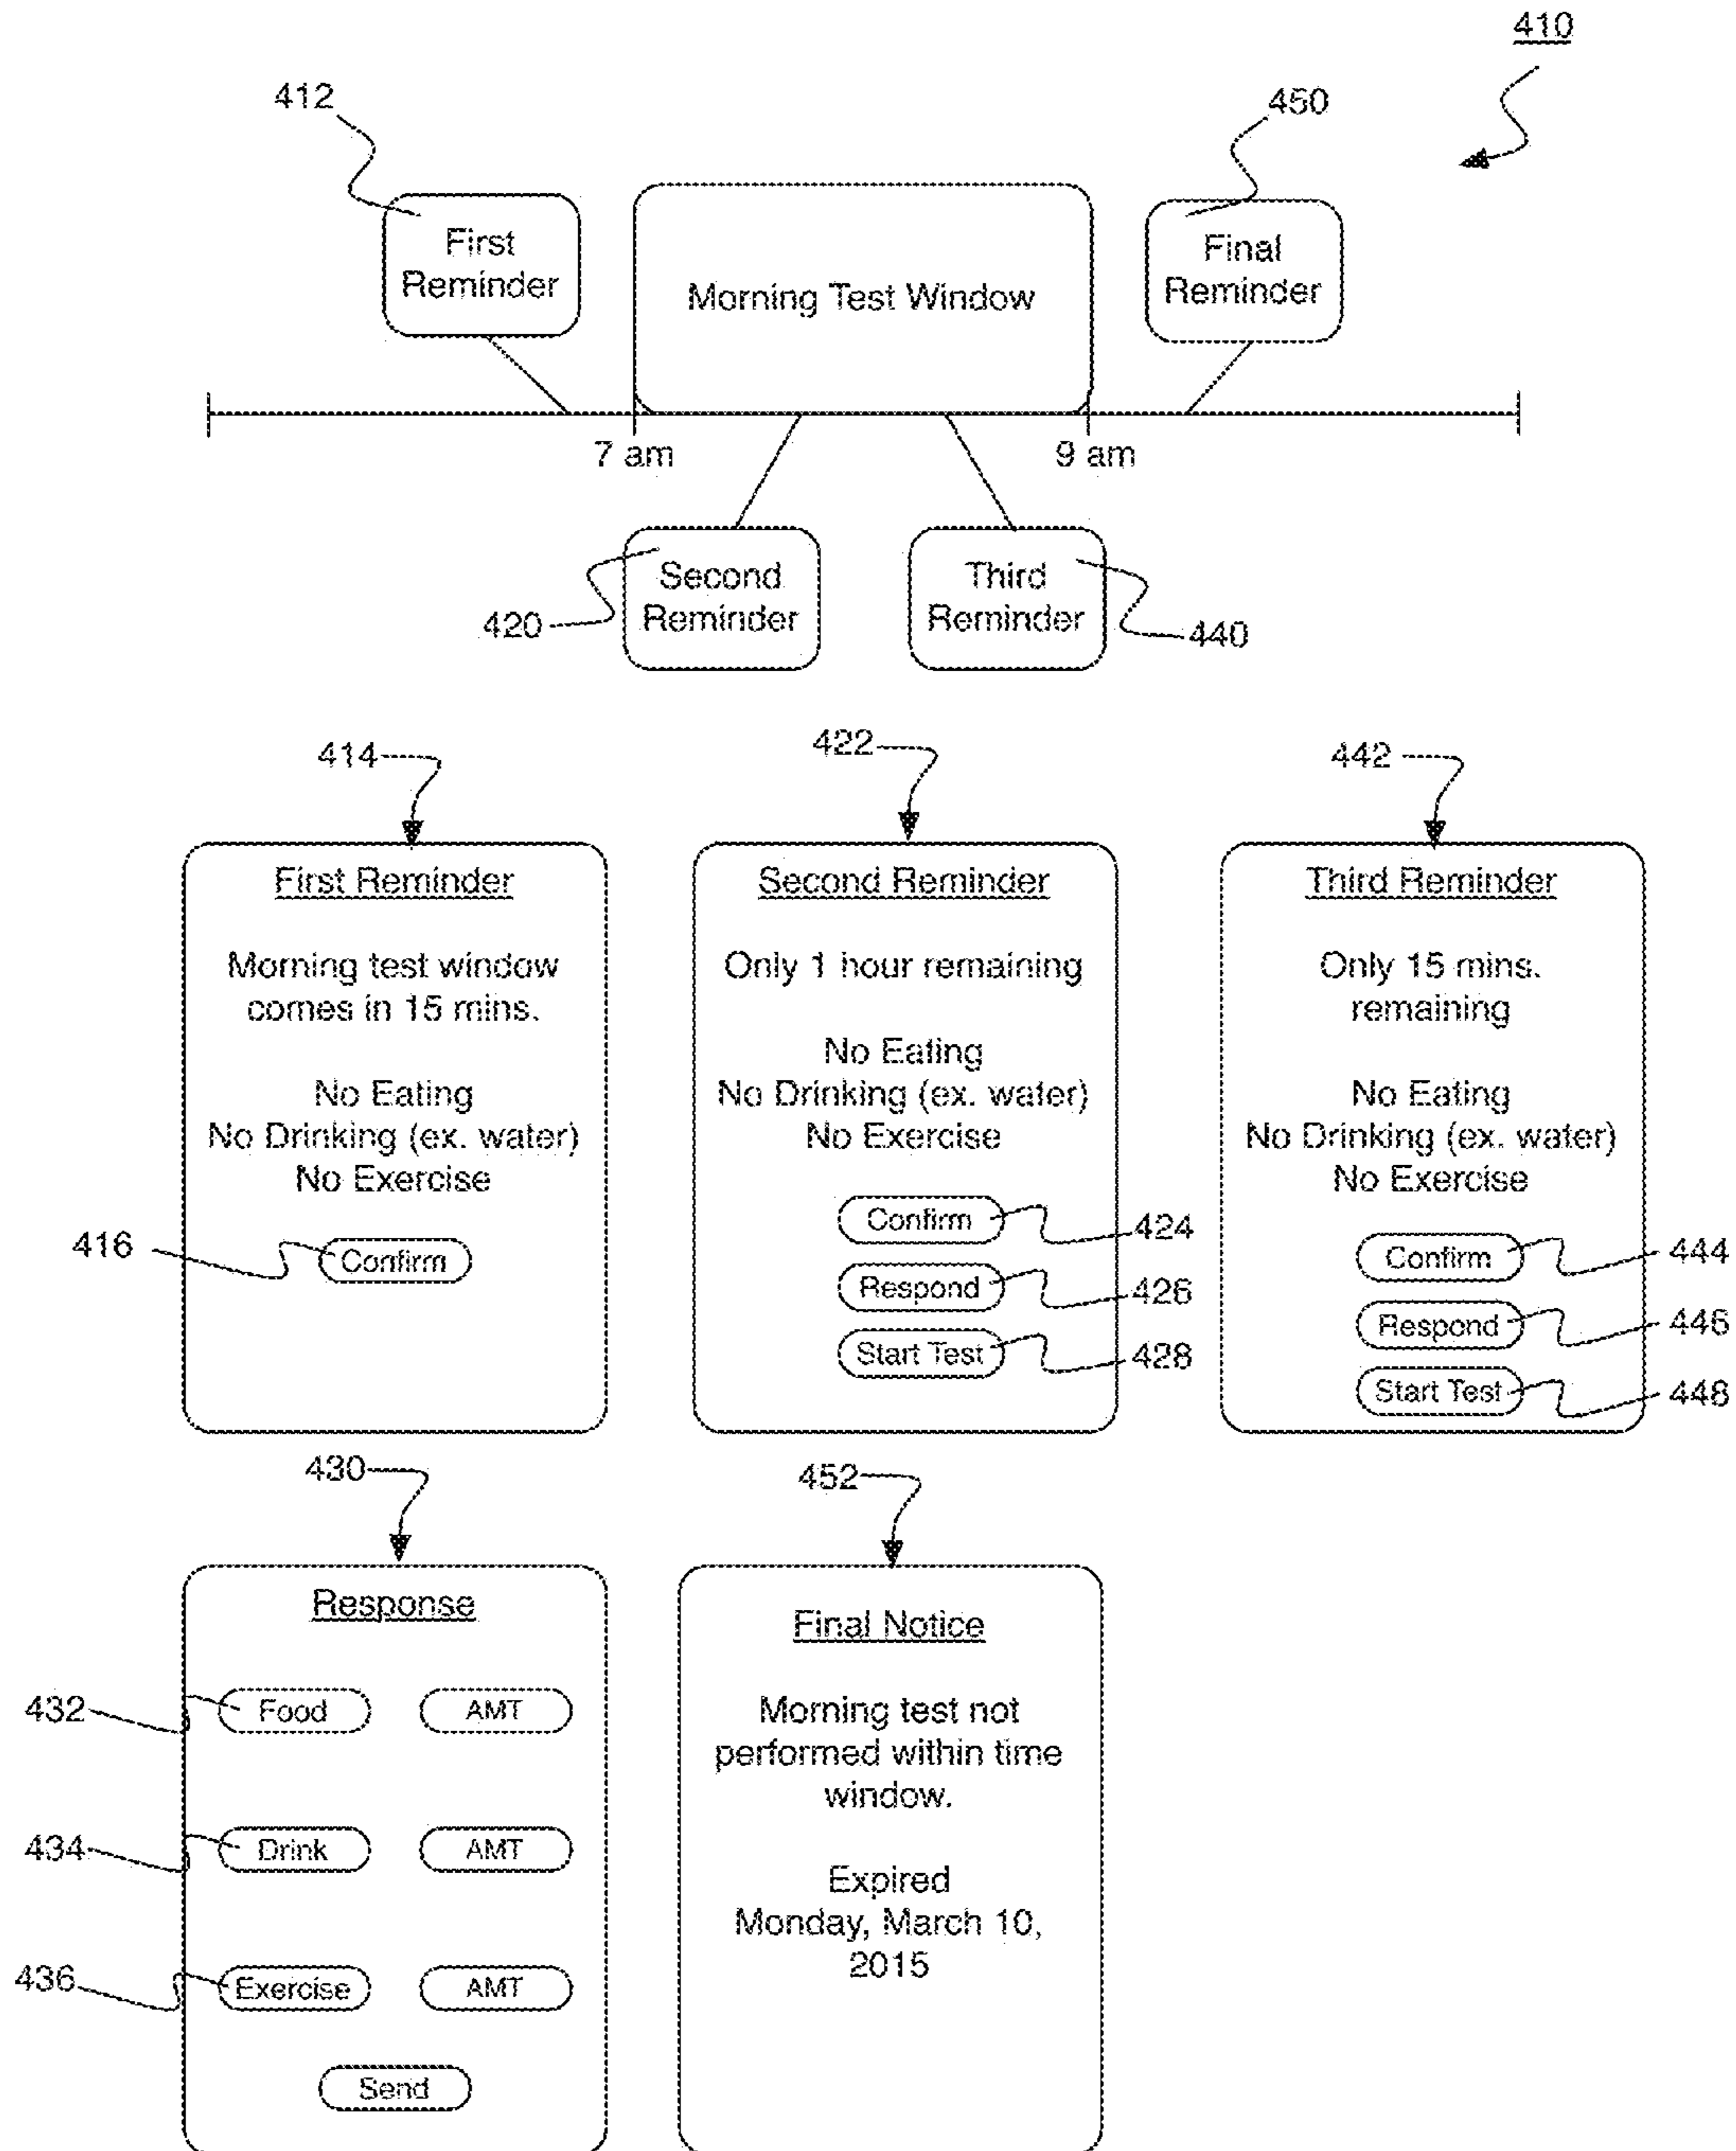 410
412
450
First
Reminder
Morning Test Window
Final
Reminder
7 am
9 am
Second
Reminder
Third
Reminder
420
440
414
422
442
First Reminder
Morning test window
comes in 15 mins.
No Eating
No Drinking (ex. water)
No Exercise
416
Confirm
Second Reminder
Only 1 hour remaining
No Eating
No Drinking (ex. water)
No Exercise
Confirm
424
Respond
426
Start Test
428
Third Reminder
Only 15 mins.
remaining
No Eating
No Drinking (ex. water)
No Exercise
Confirm
444
Respond
446
Start Test
448
430
452
Response
432
Food
AMT
434
Drink
AMT
436
Exercise
AMT
Send
Final Notice
Morning test not
performed within time
window.
Expired
Monday, March 10,
2015